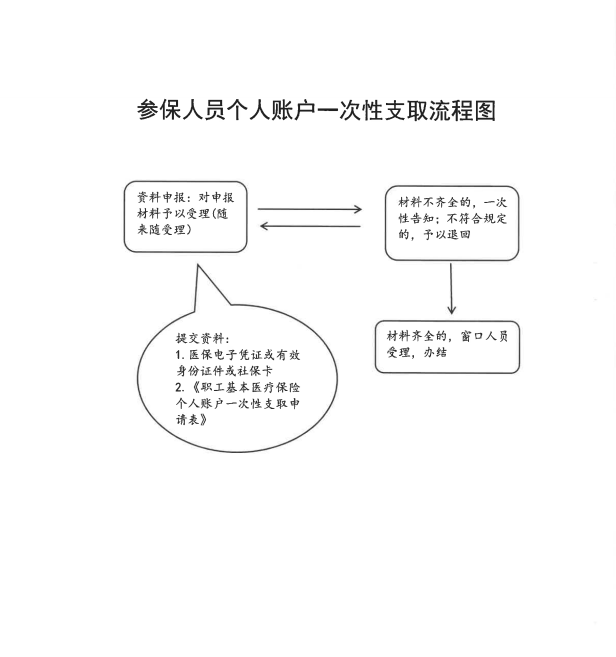 参保人员个人账户一次性支取流程图
资料申报：对申报
材料予以受理(随
来随受理）
材料不齐全的，一次
性告知；不符合规定
的，予以退回
材料齐全的，窗口人员
受理，办结
提交资料：
1.医保电子凭证或有效
身份证件或社保卡
2.《职工基本医疗保险
个人账户一次性支取申
请表》